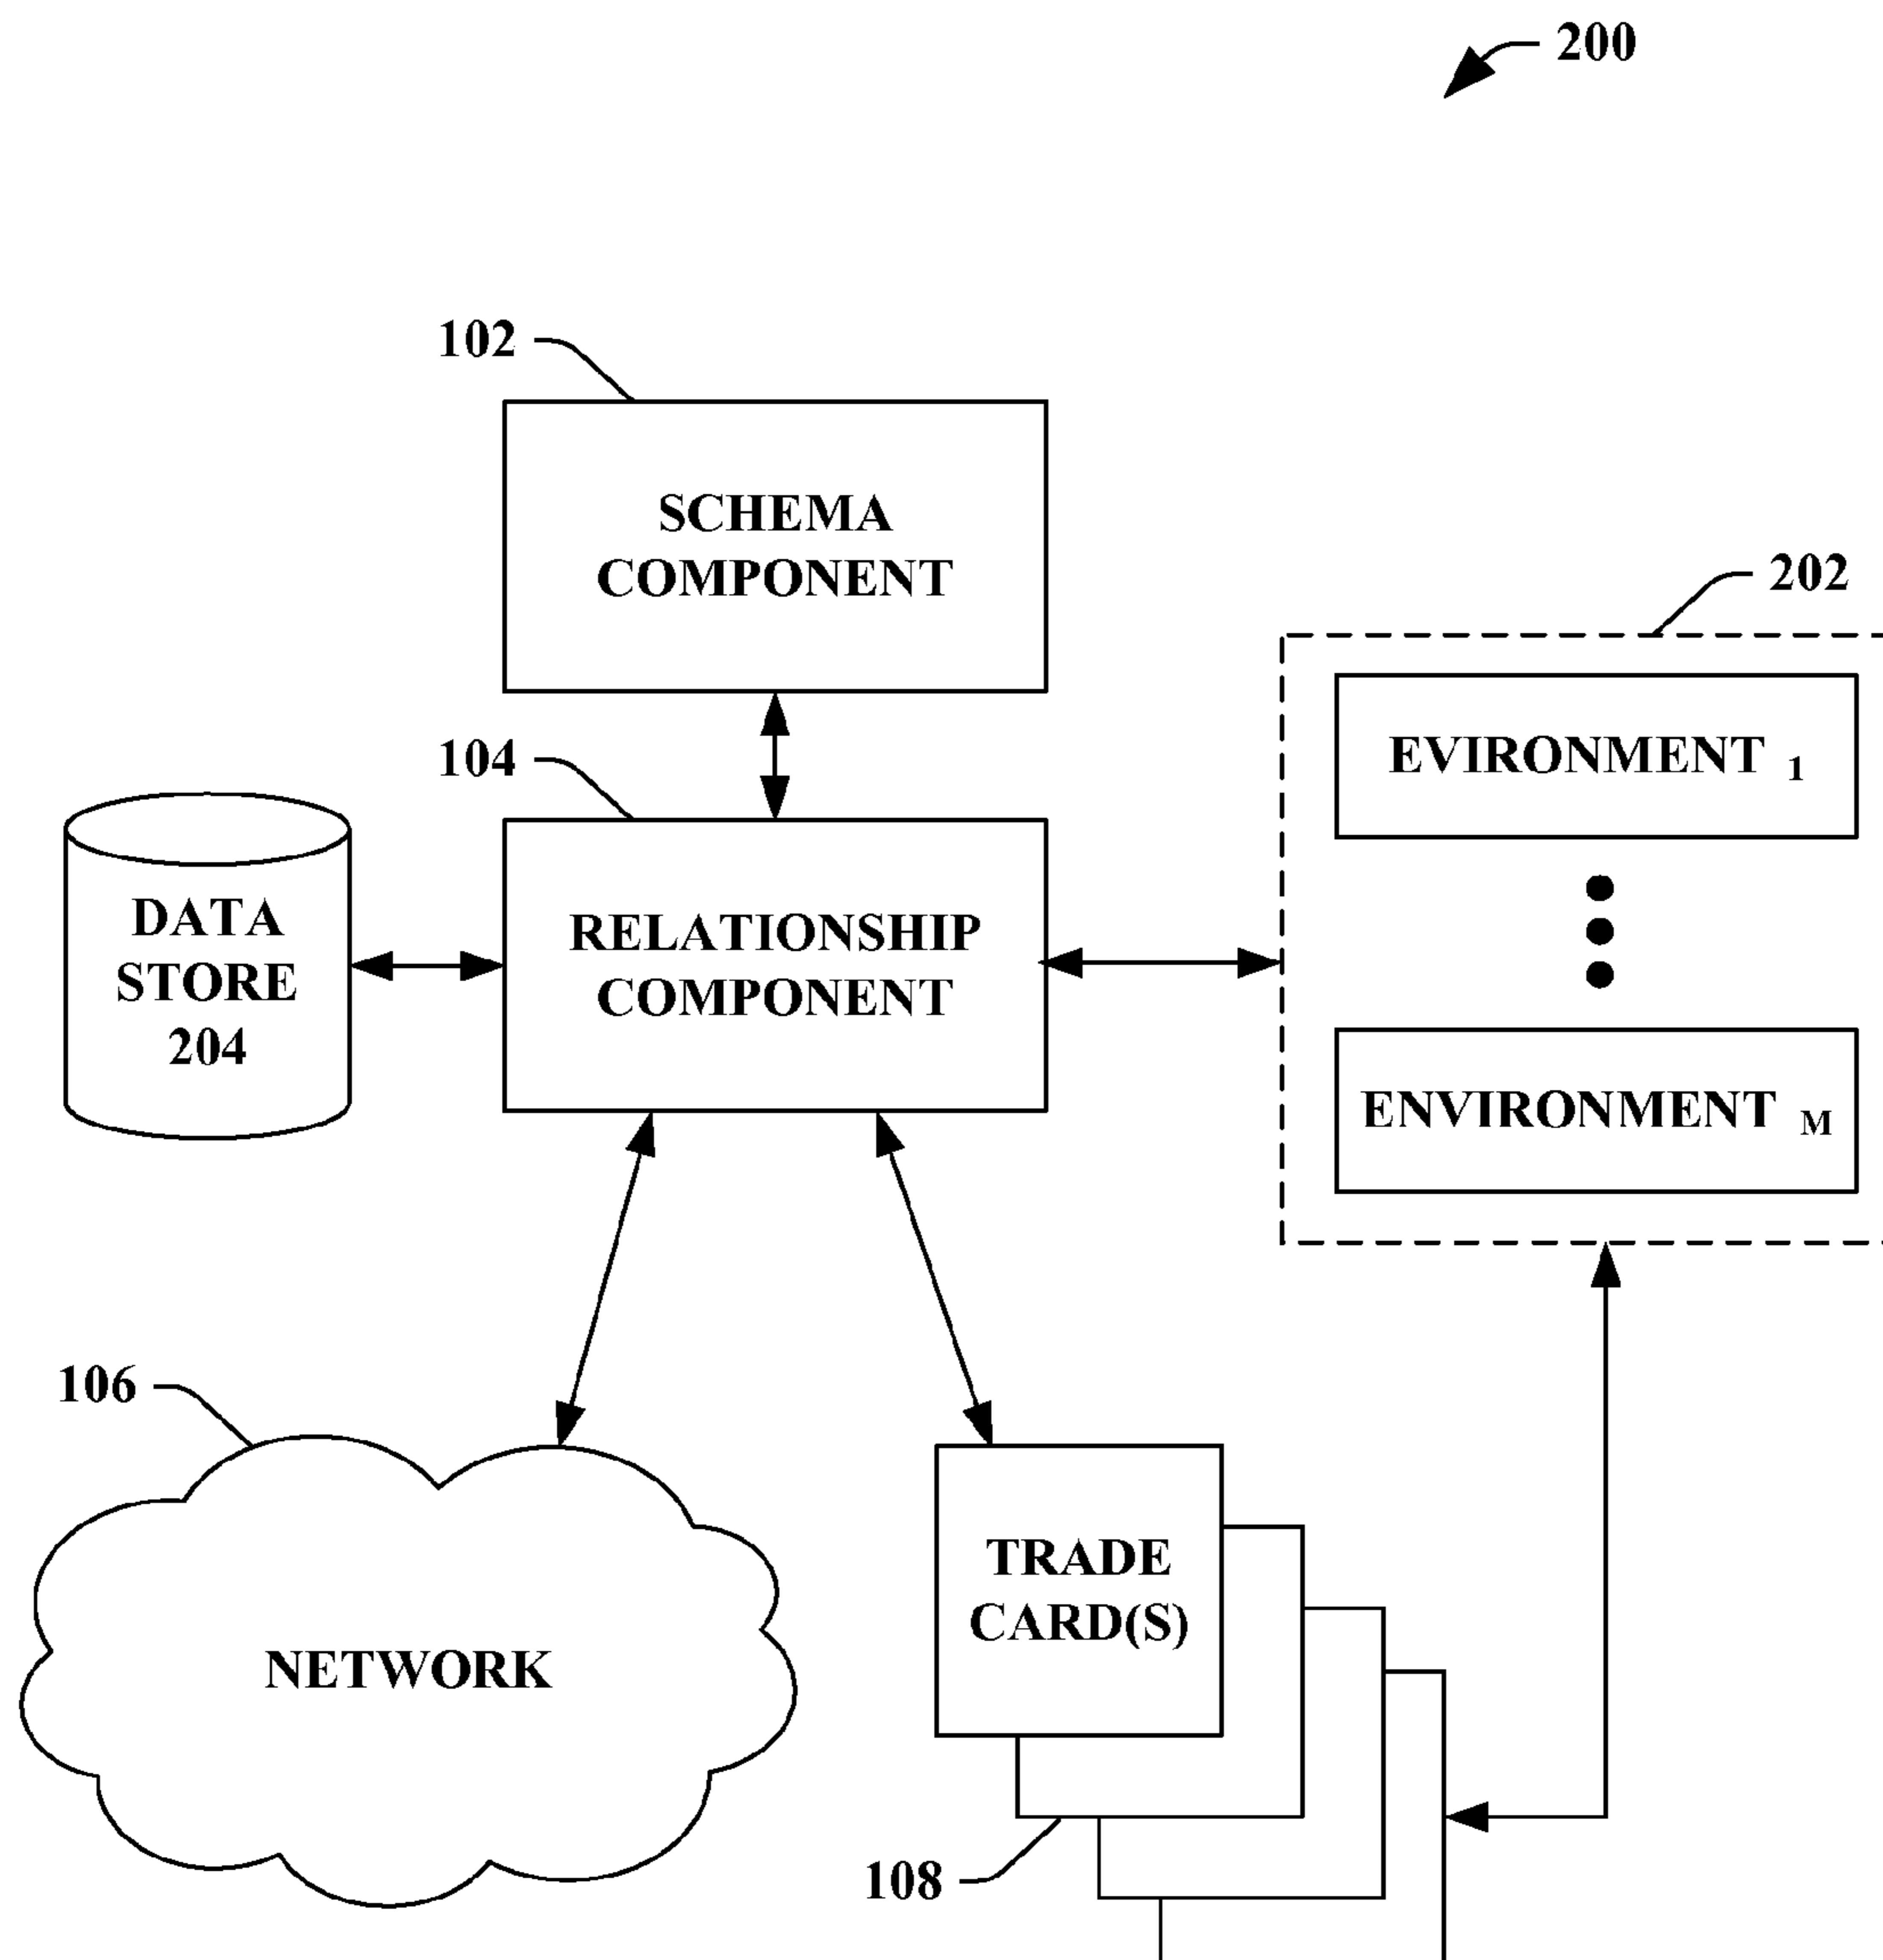 200
102
SCHEMA
COMPONENT
202
EVIRONMENT 1
104
DATA
STORE
204
RELATIONSHIP
COMPONENT
ENVIRONMENT M
106
NETWORK
TRADE
CARD(S)
108